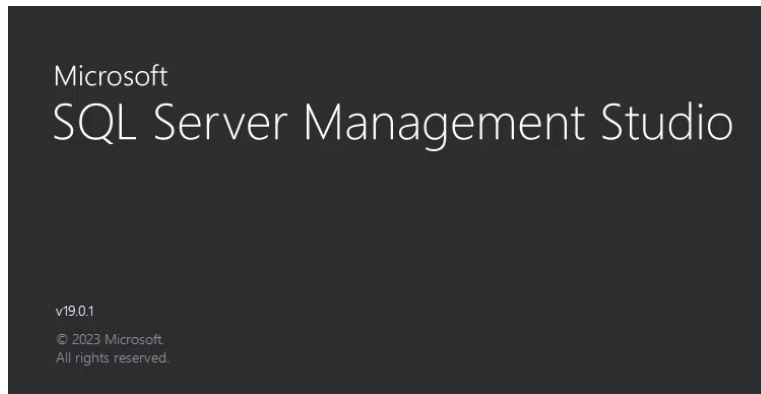 Microsoft
SQL Server Management Studio
v19.0.1
© 2023 Microsoft.
All rights reserved.